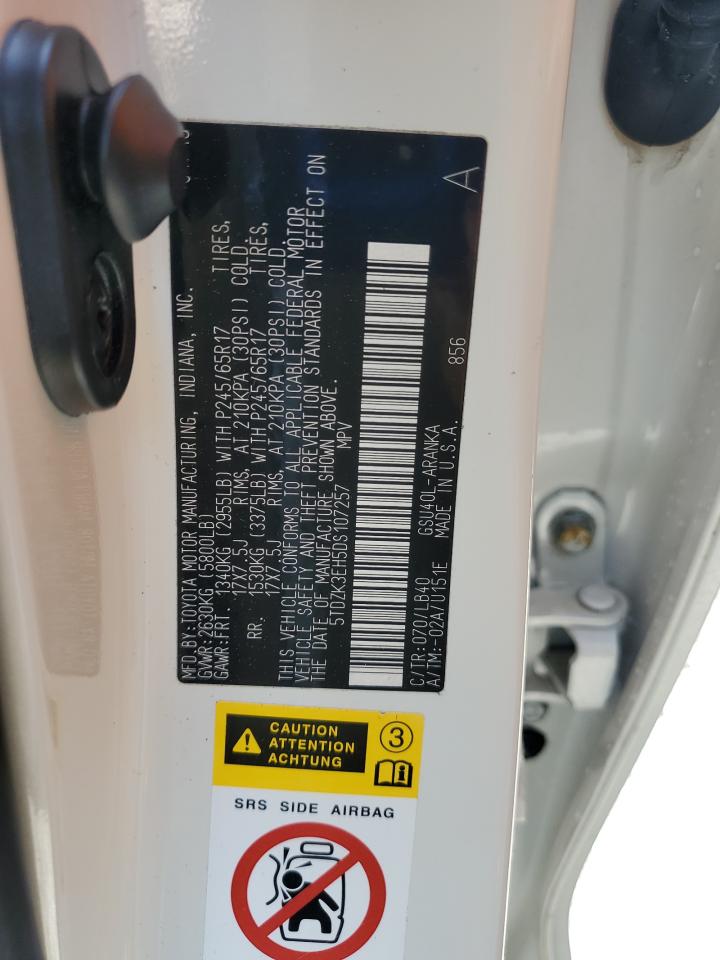 MFD BY:TOYOTA MOTOR MANUFACTURING, INDIANA, INC.
GVWR:2630KG (5800LB)
GAWR:FRT. 1340KG (2955LB) WITH P245/65R17 TIRES,
17X7.5J RIMS, AT 210KPA (30PSI) COLD.
RR. 1530KG (3375LB) WITH P245/65R17 TIRES,
17X7.5J RIMS, AT 210KPA (30PSI) COLD.
THIS VEHICLE CONFORMS TO ALL APPLICABLE FEDERAL MOTOR
VEHICLE SAFETY AND THEFT PREVENTION STANDARDS IN EFFECT ON
THE DATE OF MANUFACTURE SHOWN ABOVE.
5TDZK3EH5DS107257 MPV
A
C/TR:070/LB40 GSU40L-ARANKA 856
A/TM:-02A/U151E MADE IN U.S.A.
CAUTION
ATTENTION
ACHTUNG
3
SRS SIDE AIRBAG